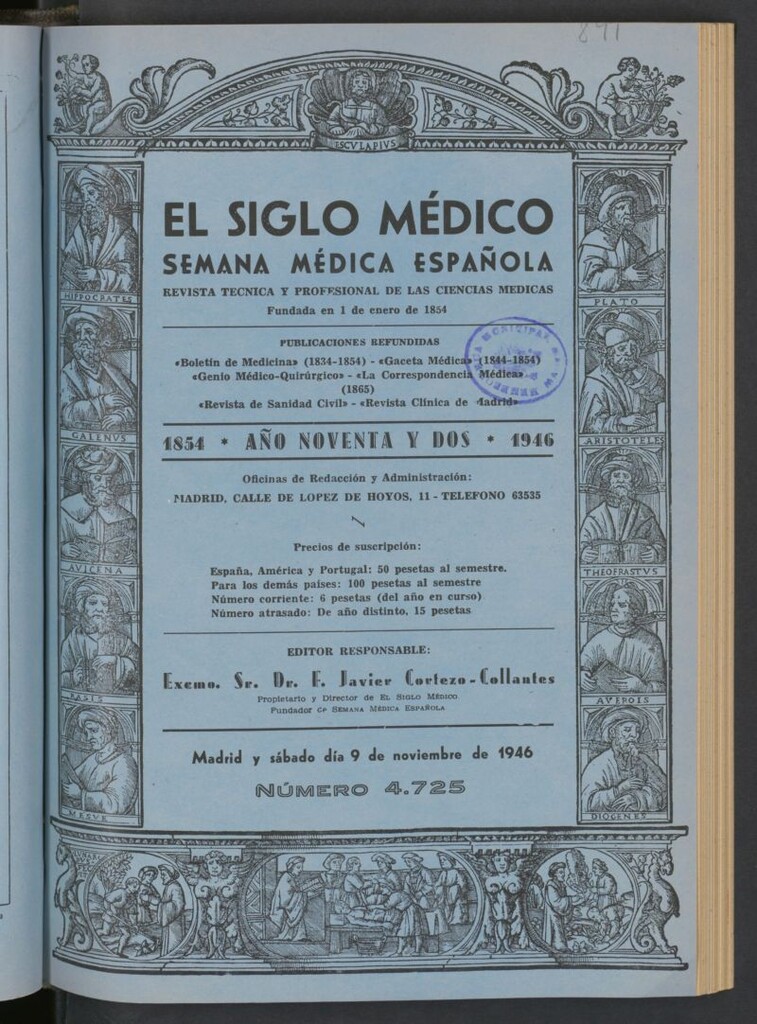 841
ESCVLAPIVS
EL SIGLO MÉDICO
SEMANA MÉDICA ESPAÑOLA
REVISTA TECNICA Y PROFESIONAL DE LAS CIENCIAS MEDICAS
Fundada en 1 de enero de 1854
PUBLICACIONES REFUNDIDAS
«Boletín de Medicina» (1834-1854) - «Gaceta Médica» (1844-1854)
«Genio Médico-Quirúrgico» - «La Correspondencia Médica»
(1865)
«Revista de Sanidad Civil» - «Revista Clínica de Madrid»
1854 * AÑO NOVENTA Y DOS * 1946
Oficinas de Redacción y Administración:
MADRID, CALLE DE LOPEZ DE HOYOS, 11 - TELEFONO 63535
Precios de suscripción:
España, América y Portugal: 50 pesetas al semestre.
Para los demás países: 100 pesetas al semestre
Número corriente: 6 pesetas (del año en curso)
Número atrasado: De año distinto, 15 pesetas
EDITOR RESPONSABLE:
Excmo. Sr. Dr. F. Javier Cortezo-Collantes
Propietario y Director de EL SIGLO MÉDICO
Fundador de SEMANA MÉDICA ESPAÑOLA
Madrid y sábado día 9 de noviembre de 1946
NÚMERO 4.725
HIPPOCRATES
GALENVS
AVICENA
RASIS
MESVE
PLATO
ARISTOTELES
THEOFRASTVS
AVEROIS
DIOGENES